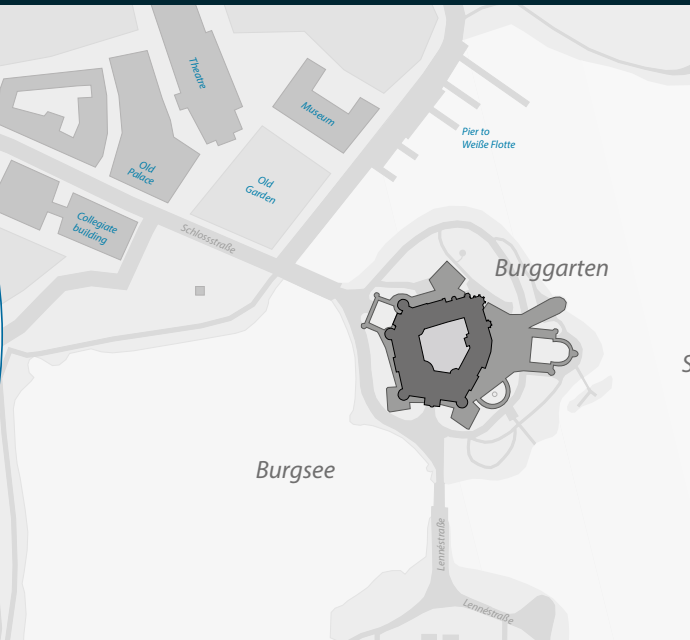 Theatre
Museum
Pier to
Weiße Flotte
Old
Palace
Old
Garden
Collegiate
building
Schlossstraße
Burggarten
S
Burgsee
Lennéstraße
Lennéstraße